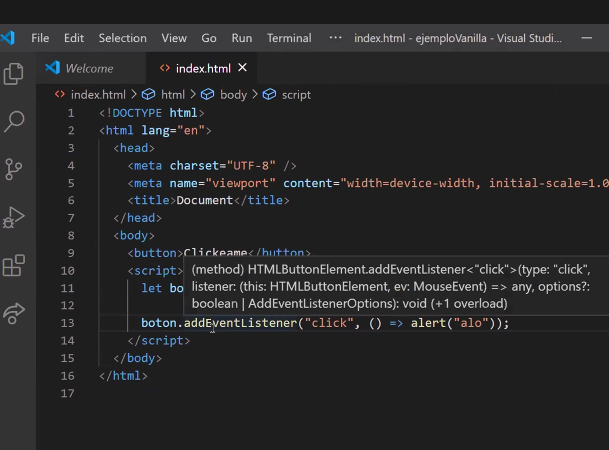 File Edit Selection View Go Run Terminal ··· index.html - ejemploVanilla - Visual Studi...
Welcome <> index.html ×
<> index.html > html > body > script
1 <!DOCTYPE html>
2 <html lang="en">
3 <head>
4 <meta charset="UTF-8" />
5 <meta name="viewport" content="width=device-width, initial-scale=1.0
6 <title>Document</title>
7 </head>
8 <body>
9 <button>Clickeame</button>
10 <script>
(method) HTMLButtonElement.addEventListener<"click">(type: "click",
11 let bo
listener: (this: HTMLButtonElement, ev: MouseEvent) => any, options?:
12
boolean | AddEventListenerOptions): void (+1 overload)
13 boton.addEventListener("click", () => alert("alo"));
14 </script>
15 </body>
16 </html>
17